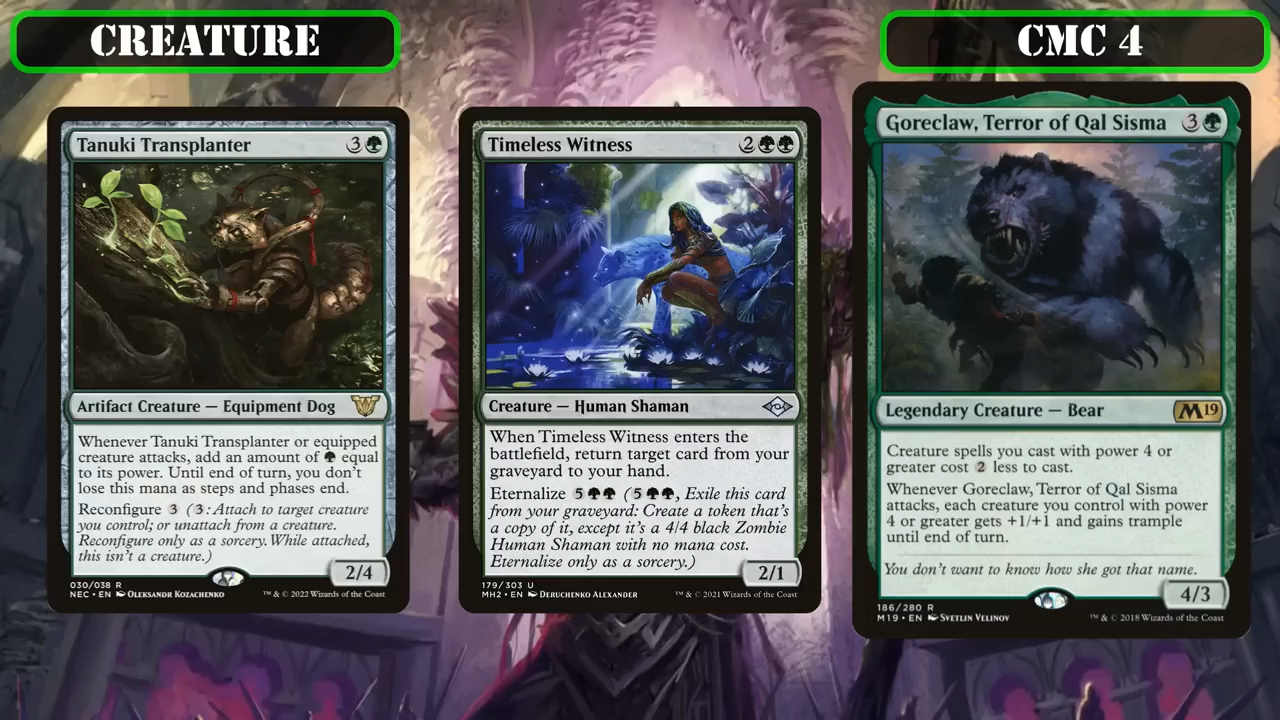 CREATURE
CMC 4
Tanuki Transplanter 3
Artifact Creature — Equipment Dog
Whenever Tanuki Transplanter or equipped
creature attacks, add an amount of equal
to its power. Until end of turn, you don't
lose this mana as steps and phases end.
Reconfigure 3 (3: Attach to target creature
you control; or unattach from a creature.
Reconfigure only as a sorcery. While attached,
this isn't a creature.)
2/4
030/038 R
NEC • EN Oleksandr Kozachenko
™ & © 2022 Wizards of the Coast
Timeless Witness 2
Creature — Human Shaman
When Timeless Witness enters the
battlefield, return target card from your
graveyard to your hand.
Eternalize 5 (5, Exile this card
from your graveyard: Create a token that's
a copy of it, except it's a 4/4 black Zombie
Human Shaman with no mana cost.
Eternalize only as a sorcery.)
2/1
179/303 U
MH2 • EN Deruchenko Alexander
™ & © 2021 Wizards of the Coast
Goreclaw, Terror of Qal Sisma 3
Legendary Creature — Bear
M19
Creature spells you cast with power 4 or
greater cost 2 less to cast.
Whenever Goreclaw, Terror of Qal Sisma
attacks, each creature you control with power
4 or greater gets +1/+1 and gains trample
until end of turn.
You don't want to know how she got that name.
4/3
186/280 R
M19 • EN Svetlin Velinov
™ & © 2018 Wizards of the Coast